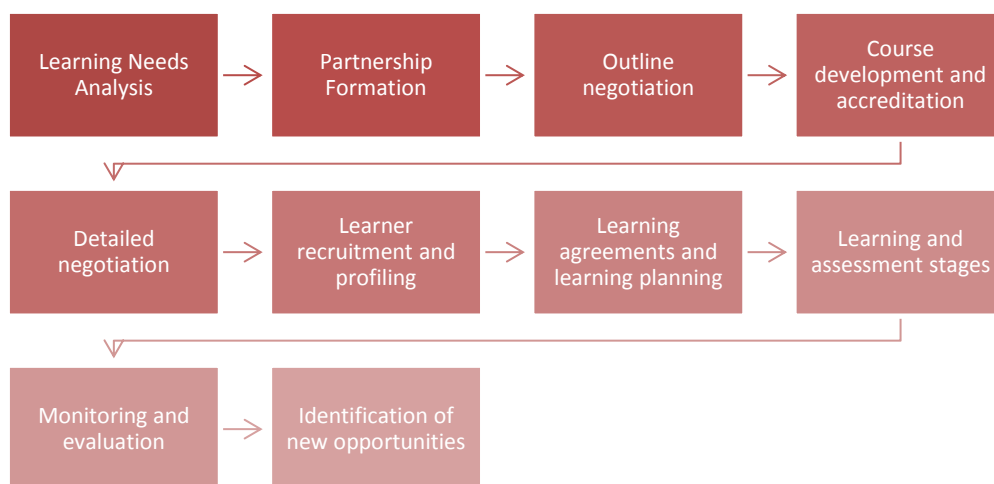 Learning Needs
Analysis
Partnership
Formation
Outline
negotiation
Course
development and
accreditation
Detailed
negotiation
Learner
recruitment and
profiling
Learning
agreements and
learning planning
Learning and
assessment stages
Monitoring and
evaluation
Identification of
new opportunities